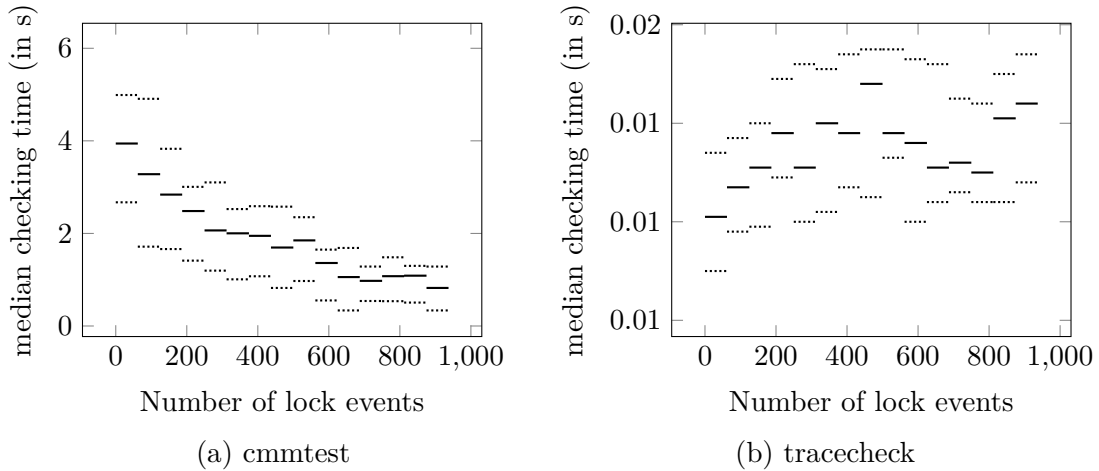 median checking time (in s)
6
4
2
0
0 200 400 600 800 1,000
Number of lock events
(a) cmmtest
median checking time (in s)
0.02
0.01
0.01
0.01
0 200 400 600 800 1,000
Number of lock events
(b) tracecheck